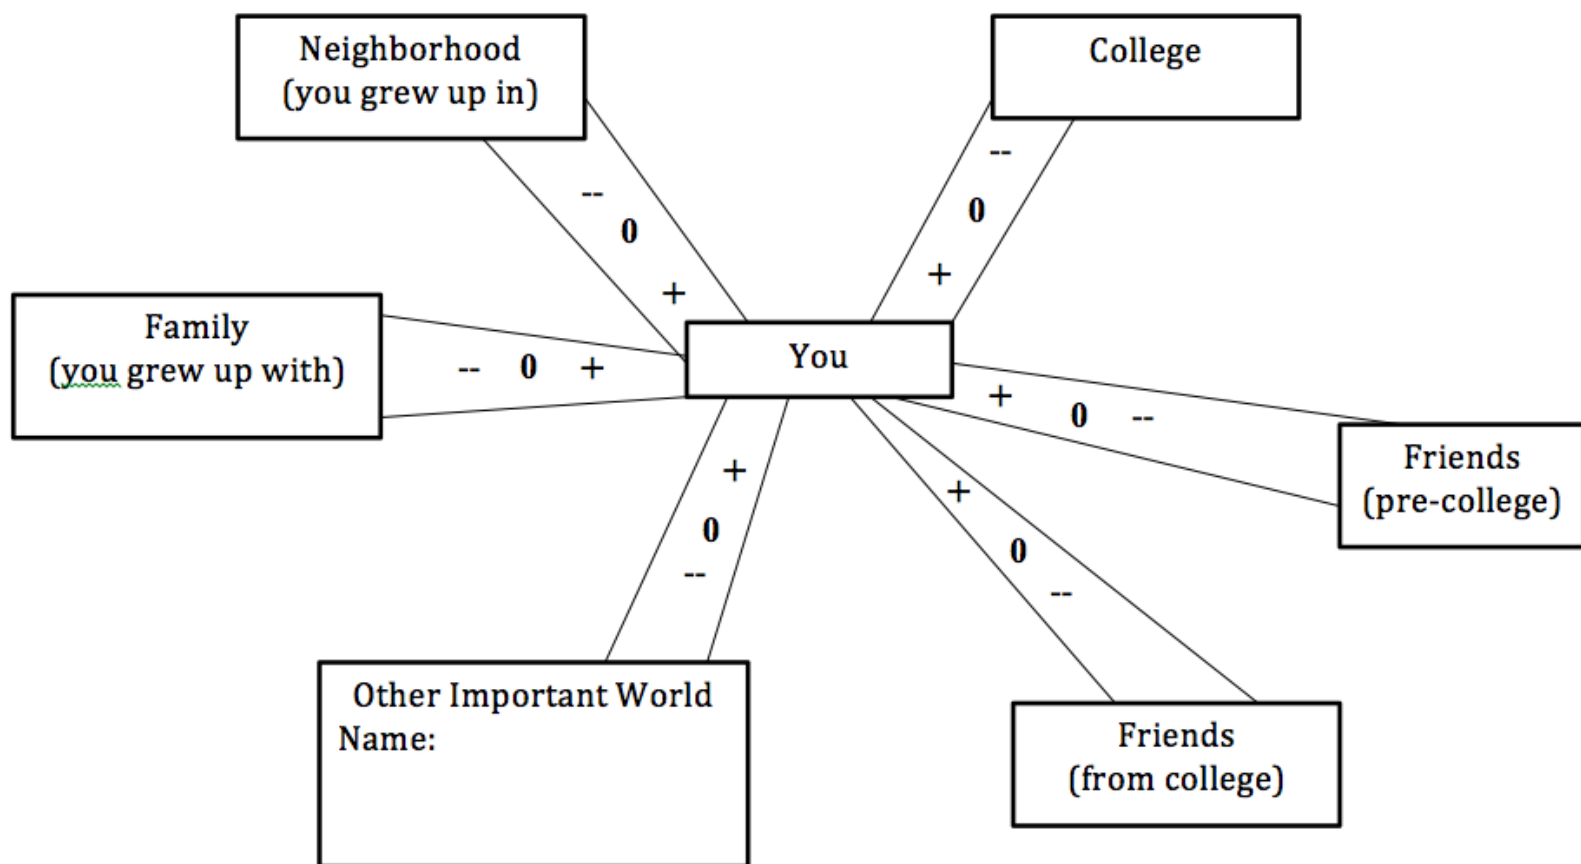 Neighborhood
(you grew up in)
College
--
0
+
--
0
+
Family
(you grew up with)
-- 0 +
You
+ 0 --
Friends
(pre-college)
+
0
--
+
0
--
Other Important World
Name:
Friends
(from college)